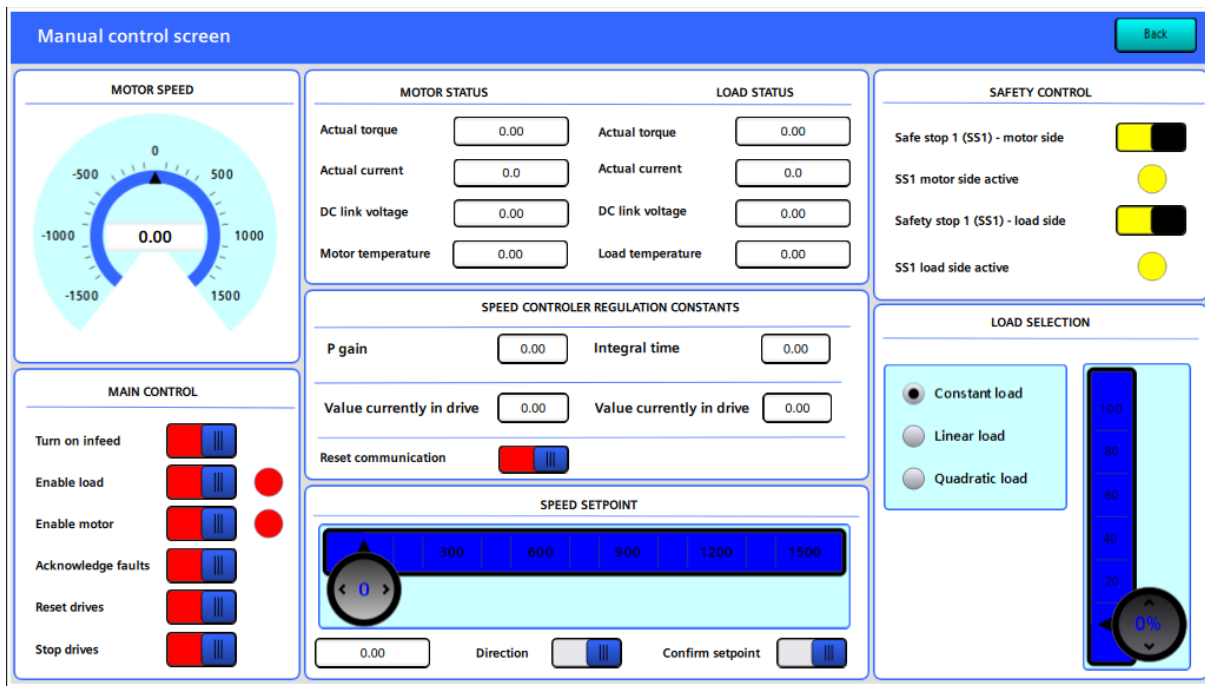 Manual control screen
Back
MOTOR SPEED
0
-500
500
-1000
0.00
1000
-1500
1500
MOTOR STATUS
LOAD STATUS
Actual torque 0.00
Actual torque 0.00
Actual current 0.0
Actual current 0.0
DC link voltage 0.00
DC link voltage 0.00
Motor temperature 0.00
Load temperature 0.00
SAFETY CONTROL
Safe stop 1 (SS1) - motor side
SS1 motor side active
Safety stop 1 (SS1) - load side
SS1 load side active
SPEED CONTROLER REGULATION CONSTANTS
P gain 0.00
Integral time 0.00
Value currently in drive 0.00
Value currently in drive 0.00
Reset communication
MAIN CONTROL
Turn on infeed
Enable load
Enable motor
Acknowledge faults
Reset drives
Stop drives
SPEED SETPOINT
300 600 900 1200 1500
0
0.00
Direction
Confirm setpoint
LOAD SELECTION
Constant load
Linear load
Quadratic load
100
80
60
40
20
0%